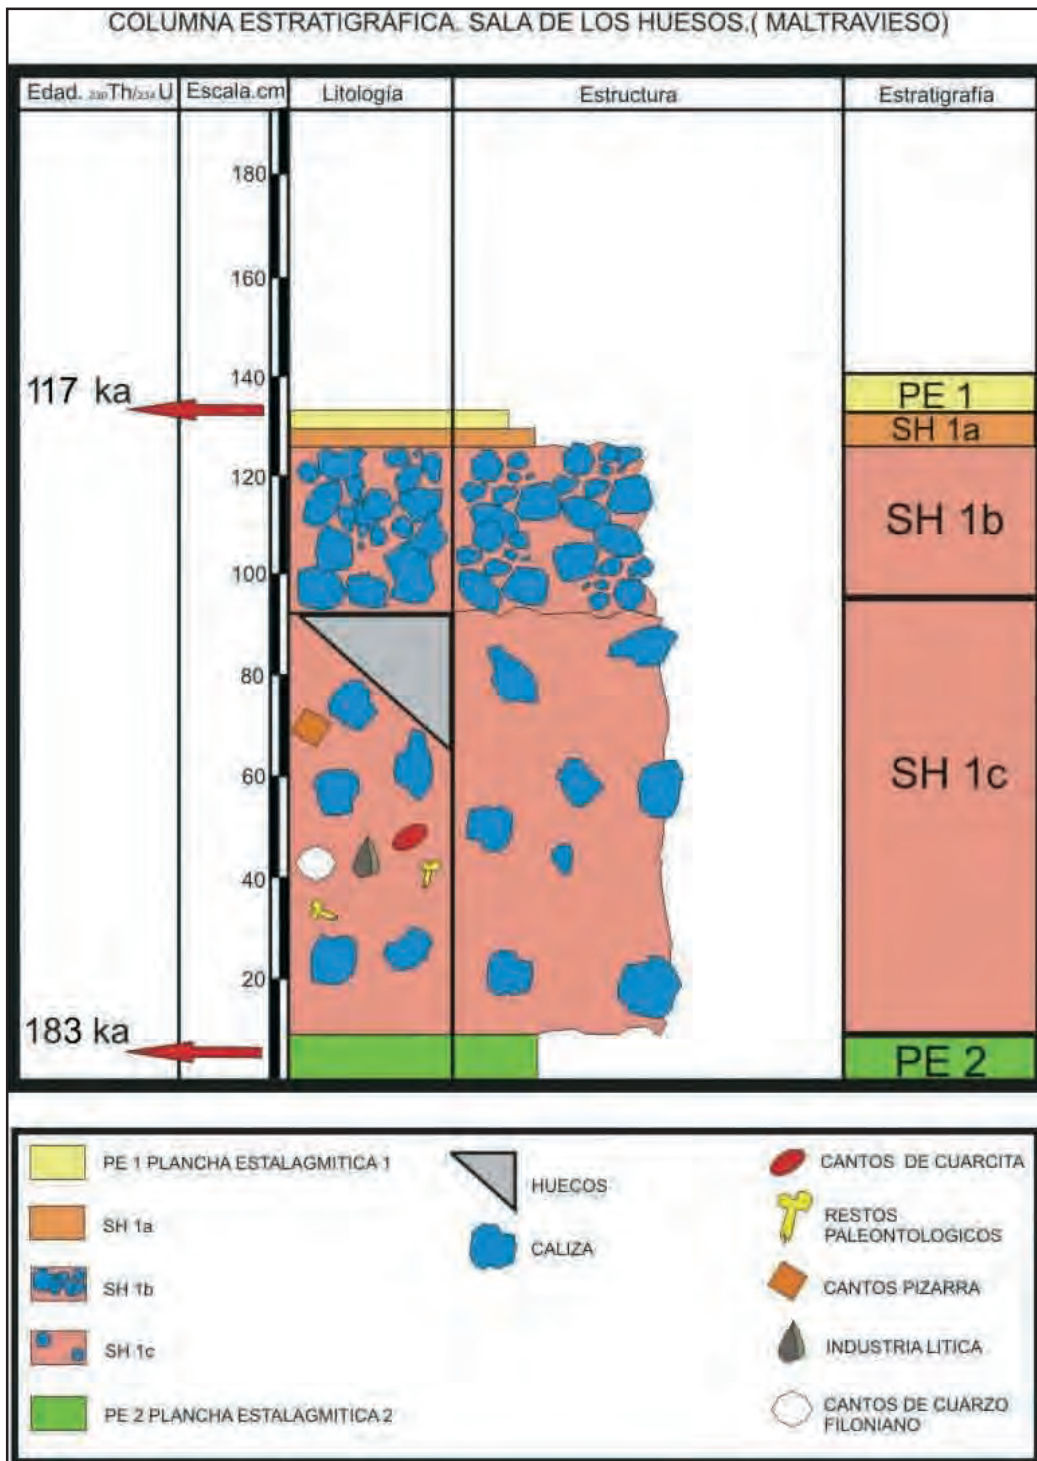 COLUMNA ESTRATIGRÁFICA. SALA DE LOS HUESOS.( MALTRAVIESO)
Edad. 230Th/234 U Escala.cm Litología Estructura Estratigrafía
180
160
140
117 ka
PE 1
SH 1a
120
SH 1b
100
80
SH 1c
60
40
20
183 ka
PE 2
PE 1 PLANCHA ESTALAGMITICA 1
SH 1a
SH 1b
SH 1c
PE 2 PLANCHA ESTALAGMITICA 2
HUECOS
CALIZA
CANTOS DE CUARCITA
RESTOS
PALEONTOLOGICOS
CANTOS PIZARRA
INDUSTRIA LITICA
CANTOS DE CUARZO
FILONIANO